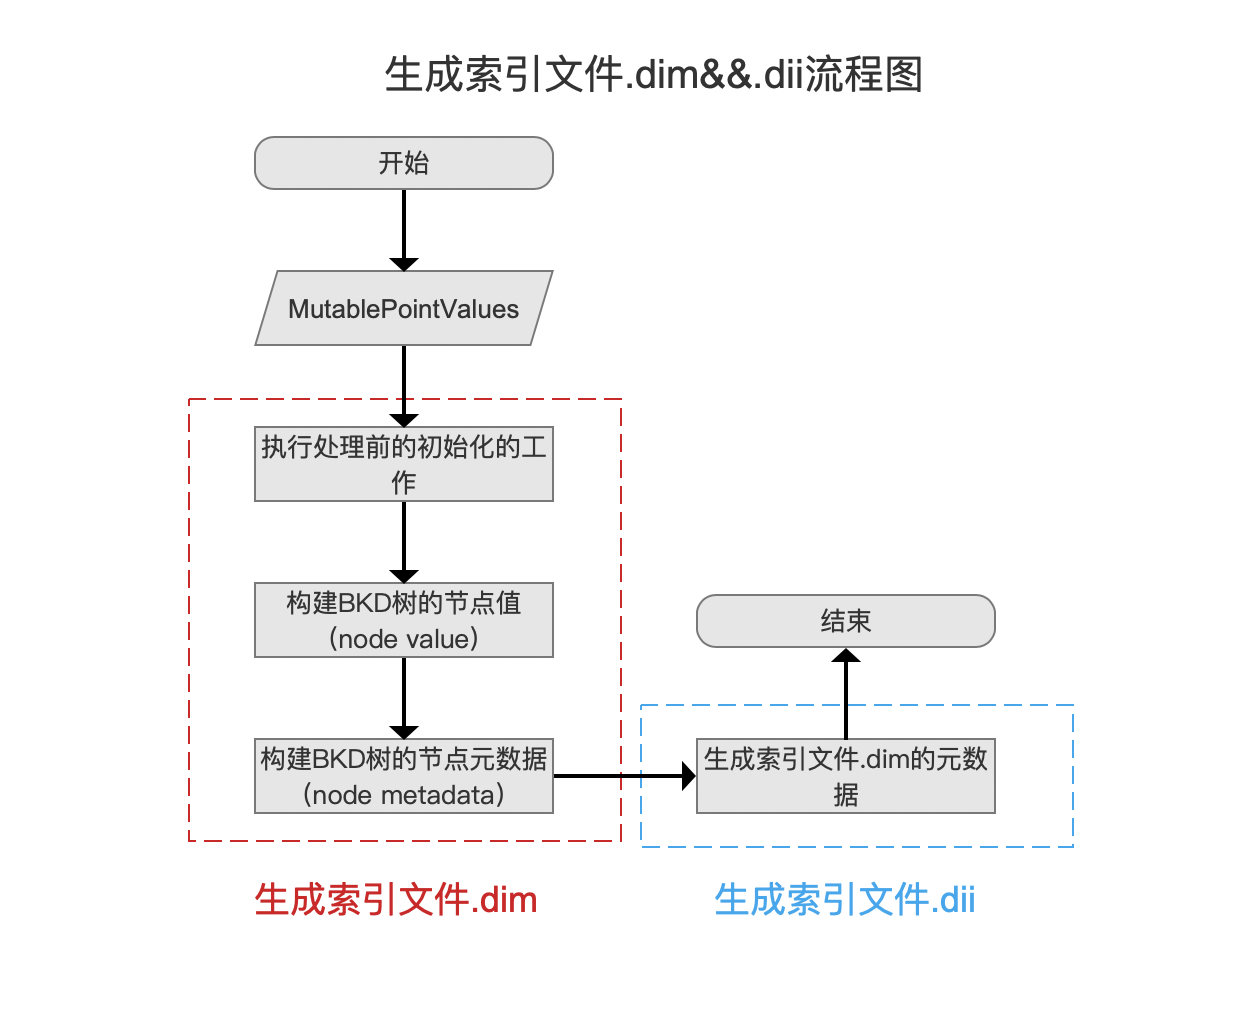 生成索引文件.dim&&.dii流程图
开始
MutablePointValues
执行处理前的初始化的工
作
构建BKD树的节点值
（node value）
构建BKD树的节点元数据
（node metadata）
结束
生成索引文件.dim的元数
据
生成索引文件.dim
生成索引文件.dii